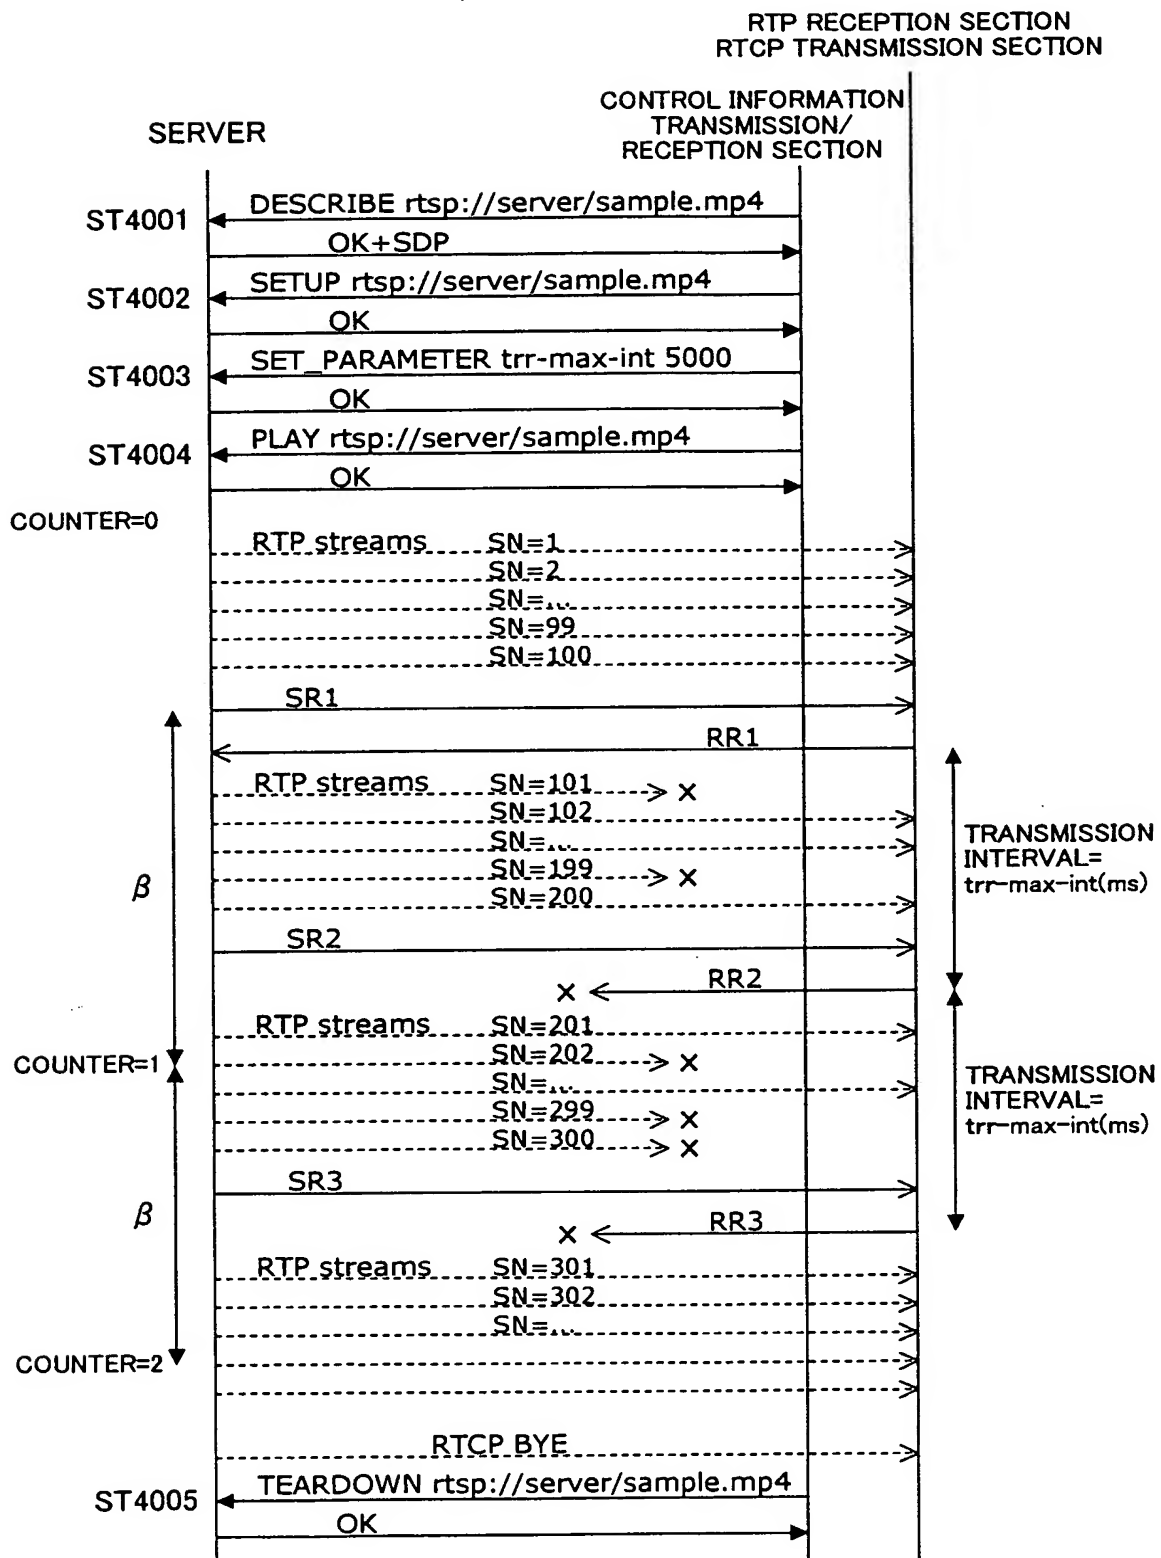 RTP RECEPTION SECTION
RTCP TRANSMISSION SECTION
CONTROL INFORMATION
TRANSMISSION/
RECEPTION SECTION
SERVER
ST4001
DESCRIBE rtsp://server/sample.mp4
OK+SDP
ST4002
SETUP rtsp://server/sample.mp4
OK
ST4003
SET_PARAMETER trr-max-int 5000
OK
ST4004
PLAY rtsp://server/sample.mp4
OK
COUNTER=0
RTP streams SN=1
SN=2
SN=...
SN=99
SN=100
SR1
RR1
RTP streams SN=101 ×
SN=102
SN=...
SN=199 ×
SN=200
β
TRANSMISSION
INTERVAL=
trr-max-int(ms)
SR2
× RR2
RTP streams SN=201
COUNTER=1
SN=202 ×
SN=...
SN=299 ×
SN=300 ×
TRANSMISSION
INTERVAL=
trr-max-int(ms)
SR3
β
× RR3
RTP streams SN=301
SN=302
SN=...
COUNTER=2
RTCP BYE
ST4005
TEARDOWN rtsp://server/sample.mp4
OK